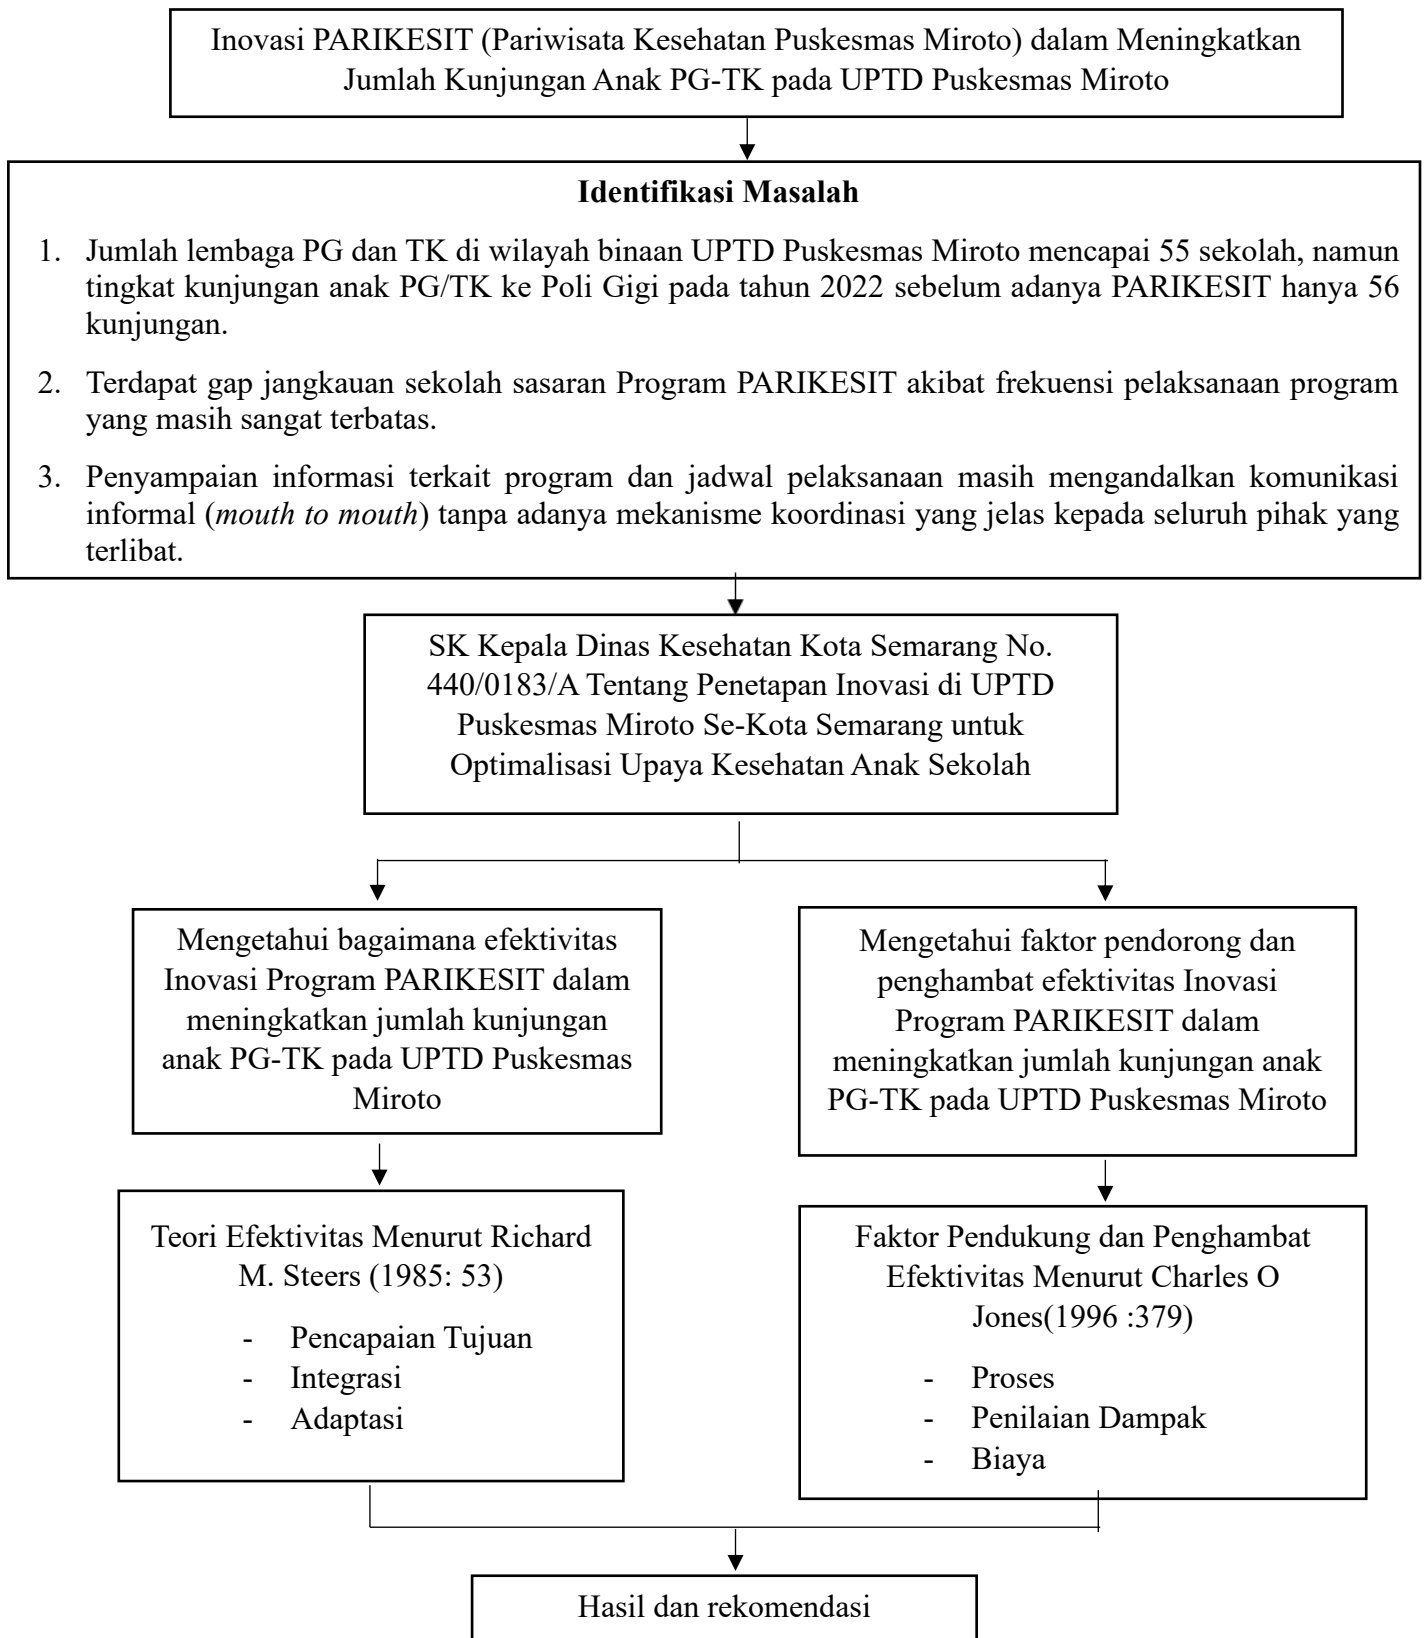 Inovasi PARIKESIT (Pariwisata Kesehatan Puskesmas Miroto) dalam Meningkatkan
Jumlah Kunjungan Anak PG-TK pada UPTD Puskesmas Miroto
Identifikasi Masalah
1. Jumlah lembaga PG dan TK di wilayah binaan UPTD Puskesmas Miroto mencapai 55 sekolah, namun
tingkat kunjungan anak PG/TK ke Poli Gigi pada tahun 2022 sebelum adanya PARIKESIT hanya 56
kunjungan.
2. Terdapat gap jangkauan sekolah sasaran Program PARIKESIT akibat frekuensi pelaksanaan program
yang masih sangat terbatas.
3. Penyampaian informasi terkait program dan jadwal pelaksanaan masih mengandalkan komunikasi
informal (mouth to mouth) tanpa adanya mekanisme koordinasi yang jelas kepada seluruh pihak yang
terlibat.
SK Kepala Dinas Kesehatan Kota Semarang No.
440/0183/A Tentang Penetapan Inovasi di UPTD
Puskesmas Miroto Se-Kota Semarang untuk
Optimalisasi Upaya Kesehatan Anak Sekolah
Mengetahui bagaimana efektivitas
Inovasi Program PARIKESIT dalam
meningkatkan jumlah kunjungan
anak PG-TK pada UPTD Puskesmas
Miroto
Mengetahui faktor pendorong dan
penghambat efektivitas Inovasi
Program PARIKESIT dalam
meningkatkan jumlah kunjungan anak
PG-TK pada UPTD Puskesmas Miroto
Teori Efektivitas Menurut Richard
M. Steers (1985: 53)
- Pencapaian Tujuan
- Integrasi
- Adaptasi
Faktor Pendukung dan Penghambat
Efektivitas Menurut Charles O
Jones(1996 :379)
- Proses
- Penilaian Dampak
- Biaya
Hasil dan rekomendasi